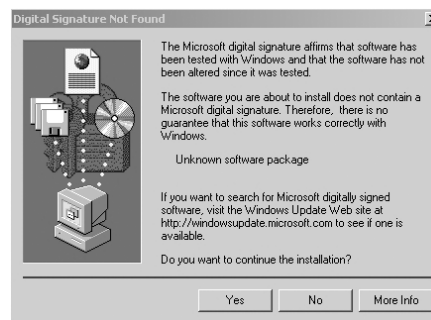 Digital Signature Not Found
The Microsoft digital signature affirms that software has
been tested with Windows and that the software has not
been altered since it was tested.
The software you are about to install does not contain a
Microsoft digital signature. Therefore, there is no
guarantee that this software works correctly with
Windows.
Unknown software package
If you want to search for Microsoft digitally signed
software, visit the Windows Update Web site at
http://windowsupdate.microsoft.com to see if one is
available.
Do you want to continue the installation?
Yes No More Info